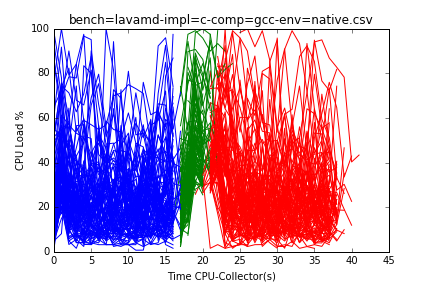 bench=lavamd-impl=c-comp=gcc-env=native.csv
100
80
60
40
20
0
CPU Load %
0 5 10 15 20 25 30 35 40 45
Time CPU-Collector(s)